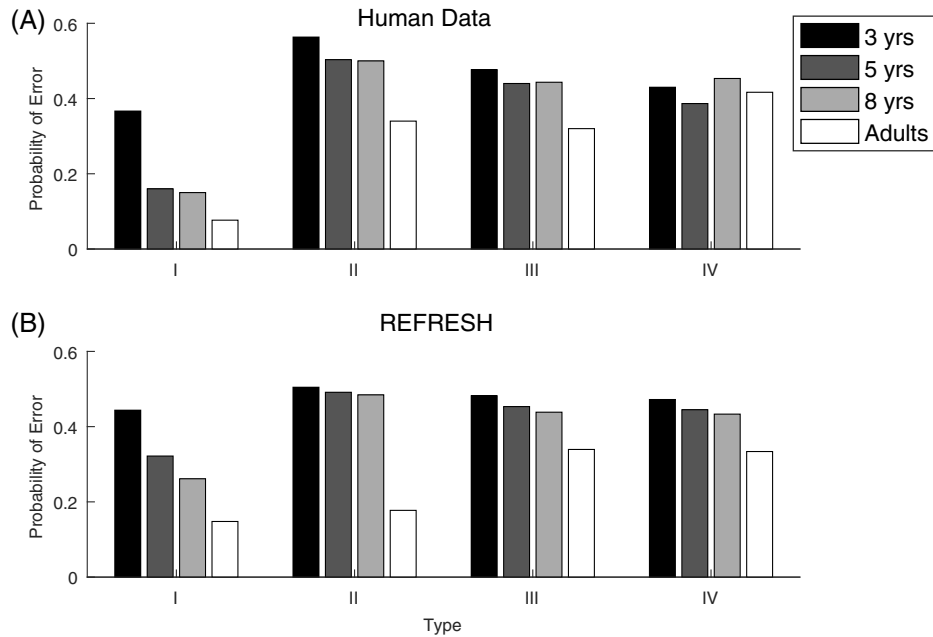 (A)
Human Data
Probability of Error
0.6
0.4
0.2
0
I
II
III
IV
3 yrs
5 yrs
8 yrs
Adults
(B)
REFRESH
Probability of Error
0.6
0.4
0.2
0
I
II
III
IV
Type